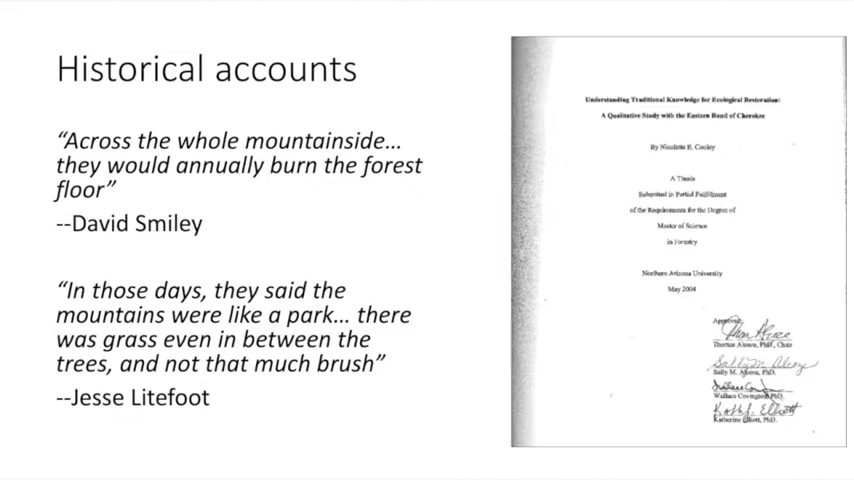 Historical accounts
“Across the whole mountainside…
they would annually burn the forest
floor”
--David Smiley
“In those days, they said the
mountains were like a park… there
was grass even in between the
trees, and not that much brush”
--Jesse Litefoot
Understanding Traditional Knowledge for Ecological Restoration:
A Qualitative Study with the Eastern Band of Cherokee
By Nicolette E. Cooley
A Thesis
Submitted in Partial Fulfillment
of the Requirements for the Degree of
Master of Science
in Forestry
Northern Arizona University
May 2004
Approved:
PhD., Chair
Sally M. PhD.
Wallace Covington, PhD.
Katherine Elliott, PhD.